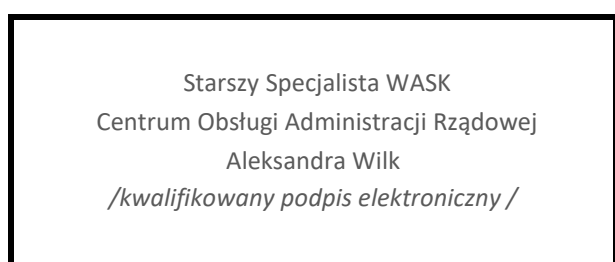 Starszy Specjalista WASK
Centrum Obsługi Administracji Rządowej
Aleksandra Wilk
/kwalifikowany podpis elektroniczny /